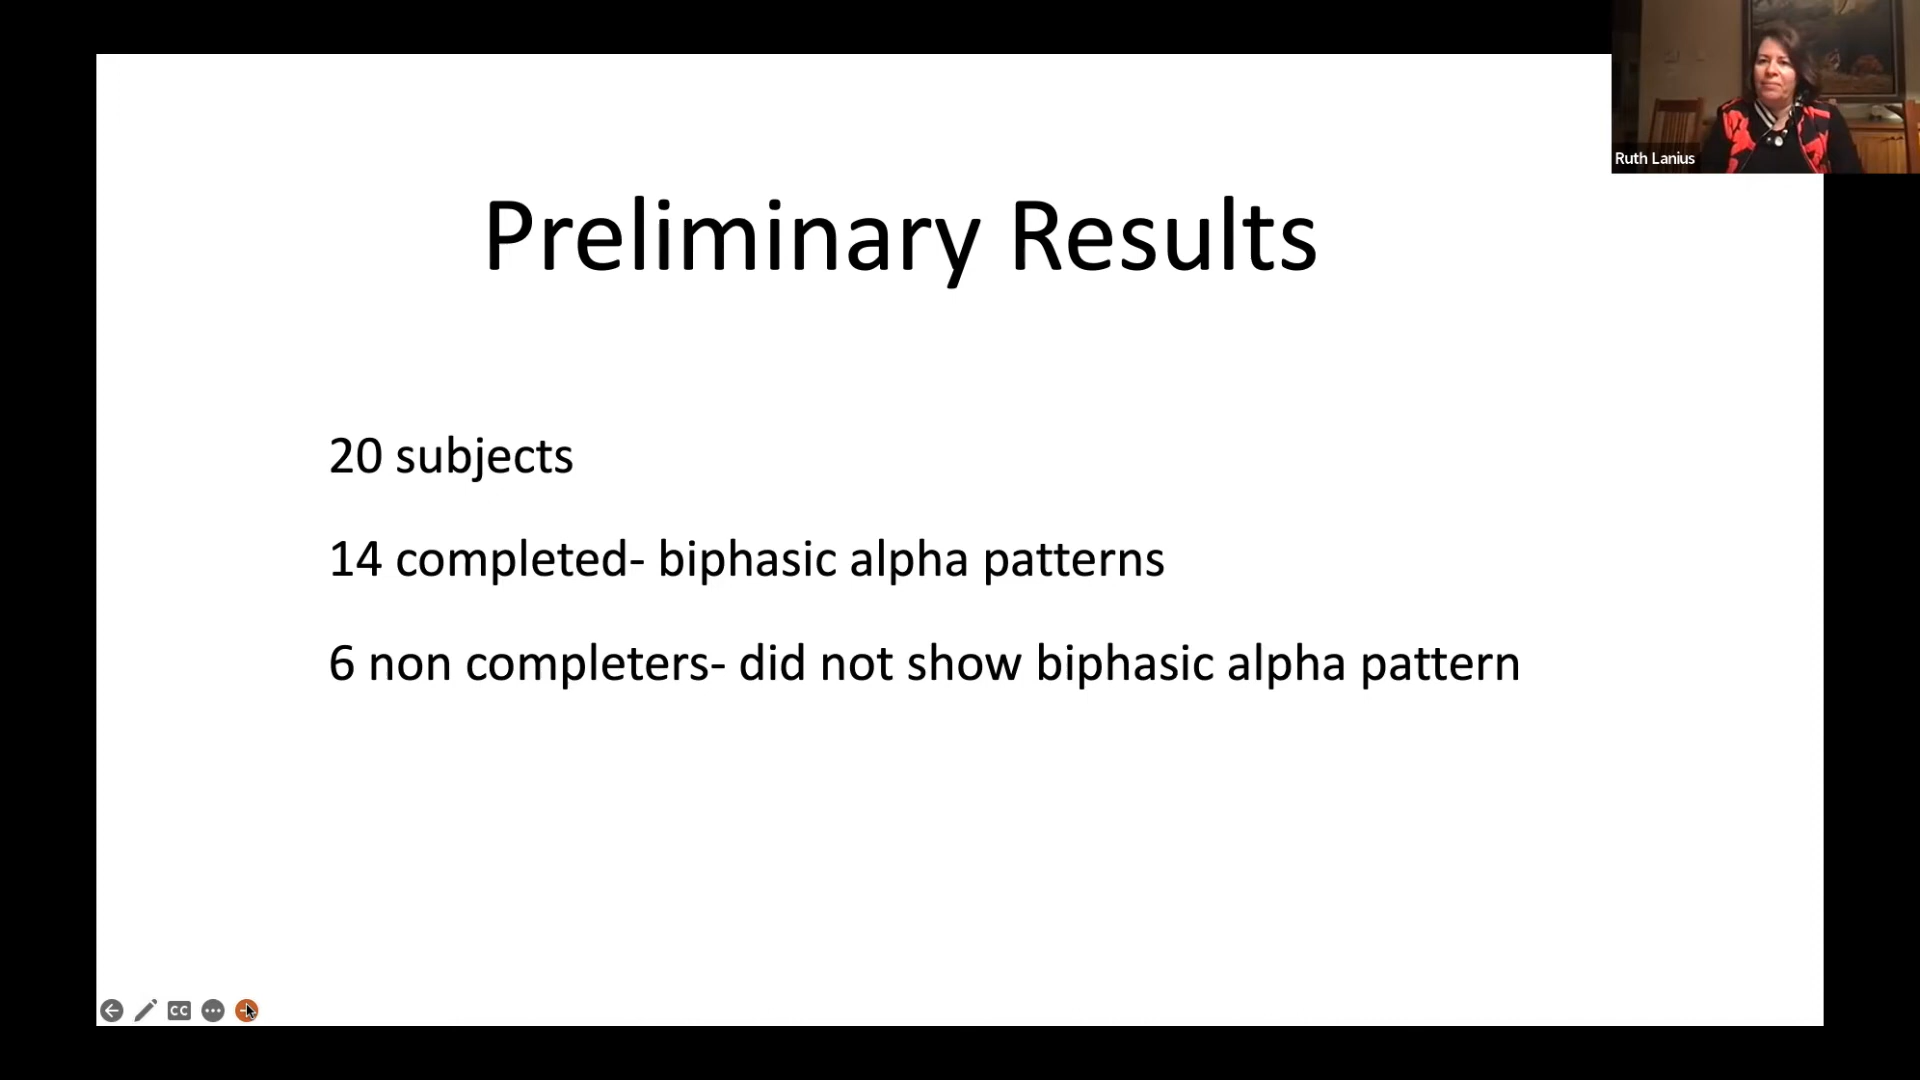 Ruth Lanius
Preliminary Results
20 subjects
14 completed- biphasic alpha patterns
6 non completers- did not show biphasic alpha pattern
CC